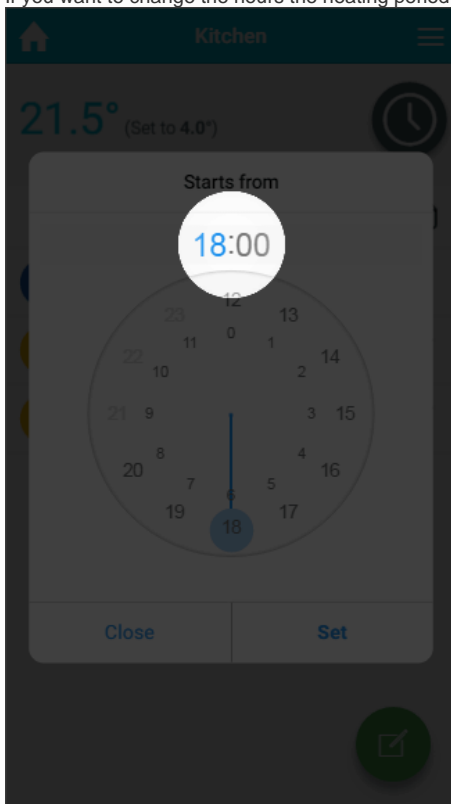 If you want to change the hours the heating period
Kitchen
21.5° (Set to 4.0°)
Starts from
18:00
12
23 13
11 0 1
22 14
10 2
21 9 3 15
8 4
20 16
7 5
6
19 17
18
Close Set